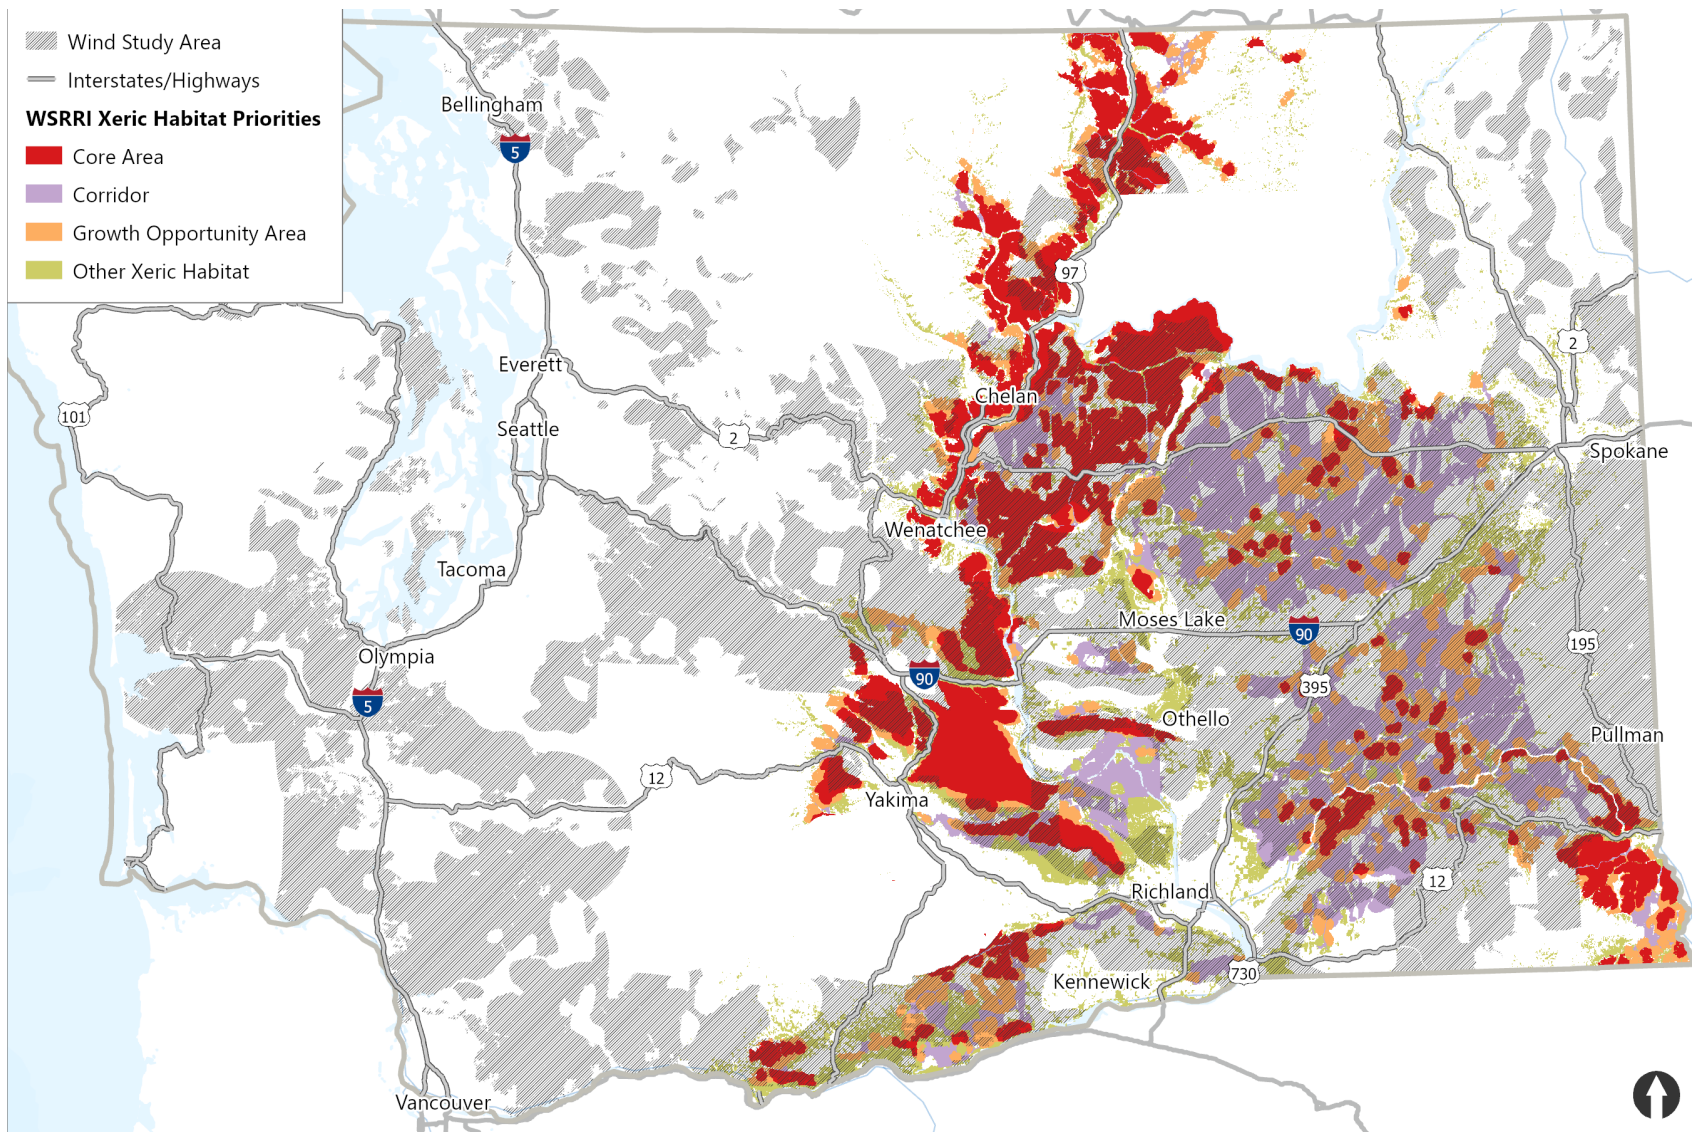 Wind Study Area
Interstates/Highways
WSRRI Xeric Habitat Priorities
Core Area
Corridor
Growth Opportunity Area
Other Xeric Habitat
Bellingham
5
97
2
Everett
Chelan
101
Seattle
2
Spokane
Wenatchee
Tacoma
Moses Lake
90
195
Olympia
90
395
5
Othello
Pullman
12
Yakima
12
Richland
730
Kennewick
Vancouver